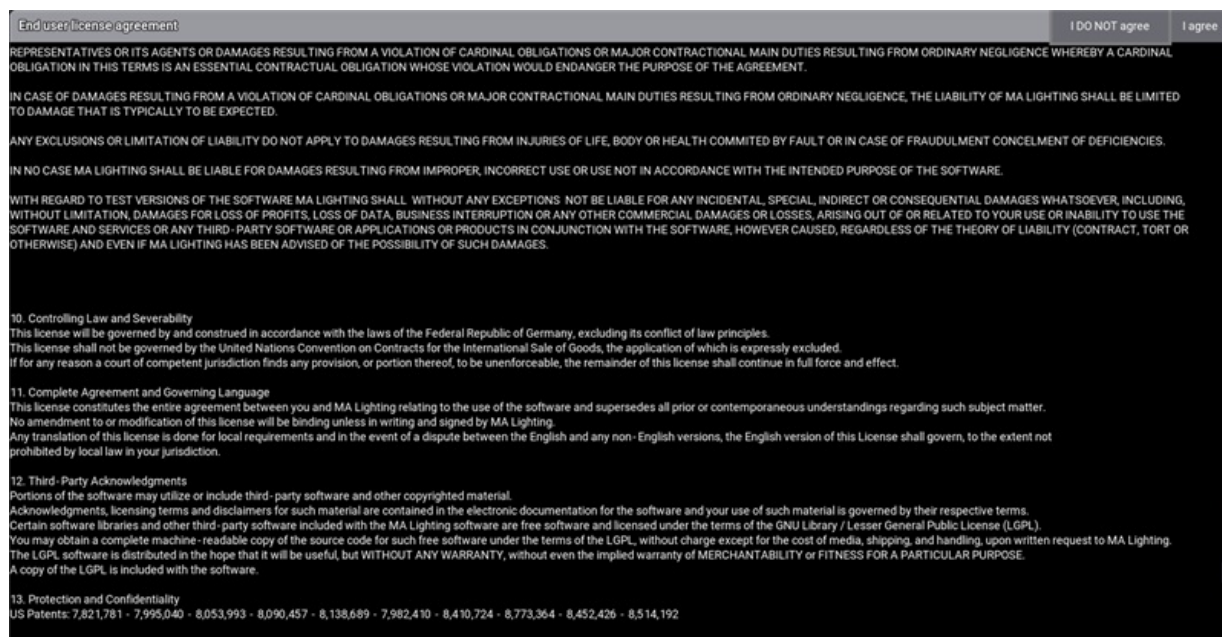 End user license agreement
I DO NOT agree
I agree
REPRESENTATIVES OR ITS AGENTS OR DAMAGES RESULTING FROM A VIOLATION OF CARDINAL OBLIGATIONS OR MAJOR CONTRACTIONAL MAIN DUTIES RESULTING FROM ORDINARY NEGLIGENCE WHEREBY A CARDINAL
OBLIGATION IN THIS TERMS IS AN ESSENTIAL CONTRACTUAL OBLIGATION WHOSE VIOLATION WOULD ENDANGER THE PURPOSE OF THE AGREEMENT.
IN CASE OF DAMAGES RESULTING FROM A VIOLATION OF CARDINAL OBLIGATIONS OR MAJOR CONTRACTIONAL MAIN DUTIES RESULTING FROM ORDINARY NEGLIGENCE, THE LIABILITY OF MA LIGHTING SHALL BE LIMITED
TO DAMAGE THAT IS TYPICALLY TO BE EXPECTED.
ANY EXCLUSIONS OR LIMITATION OF LIABILITY DO NOT APPLY TO DAMAGES RESULTING FROM INJURIES OF LIFE, BODY OR HEALTH COMMITED BY FAULT OR IN CASE OF FRAUDULMENT CONCELMENT OF DEFICIENCIES.
IN NO CASE MA LIGHTING SHALL BE LIABLE FOR DAMAGES RESULTING FROM IMPROPER, INCORRECT USE OR USE NOT IN ACCORDANCE WITH THE INTENDED PURPOSE OF THE SOFTWARE.
WITH REGARD TO TEST VERSIONS OF THE SOFTWARE MA LIGHTING SHALL WITHOUT ANY EXCEPTIONS NOT BE LIABLE FOR ANY INCIDENTAL, SPECIAL, INDIRECT OR CONSEQUENTIAL DAMAGES WHATSOEVER, INCLUDING,
WITHOUT LIMITATION, DAMAGES FOR LOSS OF PROFITS, LOSS OF DATA, BUSINESS INTERRUPTION OR ANY OTHER COMMERCIAL DAMAGES OR LOSSES, ARISING OUT OF OR RELATED TO YOUR USE OR INABILITY TO USE THE
SOFTWARE AND SERVICES OR ANY THIRD-PARTY SOFTWARE OR APPLICATIONS OR PRODUCTS IN CONJUNCTION WITH THE SOFTWARE, HOWEVER CAUSED, REGARDLESS OF THE THEORY OF LIABILITY (CONTRACT, TORT OR
OTHERWISE) AND EVEN IF MA LIGHTING HAS BEEN ADVISED OF THE POSSIBILITY OF SUCH DAMAGES.
10. Controlling Law and Severability
This license will be governed by and construed in accordance with the laws of the Federal Republic of Germany, excluding its conflict of law principles.
This license shall not be governed by the United Nations Convention on Contracts for the International Sale of Goods, the application of which is expressly excluded.
If for any reason a court of competent jurisdiction finds any provision, or portion thereof, to be unenforceable, the remainder of this license shall continue in full force and effect.
11. Complete Agreement and Governing Language
This license constitutes the entire agreement between you and MA Lighting relating to the use of the software and supersedes all prior or contemporaneous understandings regarding such subject matter.
No amendment to or modification of this license will be binding unless in writing and signed by MA Lighting.
Any translation of this license is done for local requirements and in the event of a dispute between the English and any non-English versions, the English version of this License shall govern, to the extent not
prohibited by local law in your jurisdiction.
12. Third-Party Acknowledgments
Portions of the software may utilize or include third-party software and other copyrighted material.
Acknowledgments, licensing terms and disclaimers for such material are contained in the electronic documentation for the software and your use of such material is governed by their respective terms.
Certain software libraries and other third-party software included with the MA Lighting software are free software and licensed under the terms of the GNU Library / Lesser General Public License (LGPL).
You may obtain a complete machine-readable copy of the source code for such free software under the terms of the LGPL, without charge except for the cost of media, shipping, and handling, upon written request to MA Lighting.
The LGPL software is distributed in the hope that it will be useful, but WITHOUT ANY WARRANTY, without even the implied warranty of MERCHANTABILITY or FITNESS FOR A PARTICULAR PURPOSE.
A copy of the LGPL is included with the software.
13. Protection and Confidentiality
US Patents: 7,821,781 - 7,995,040 - 8,053,993 - 8,090,457 - 8,138,689 - 7,982,410 - 8,410,724 - 8,773,364 - 8,452,426 - 8,514,192